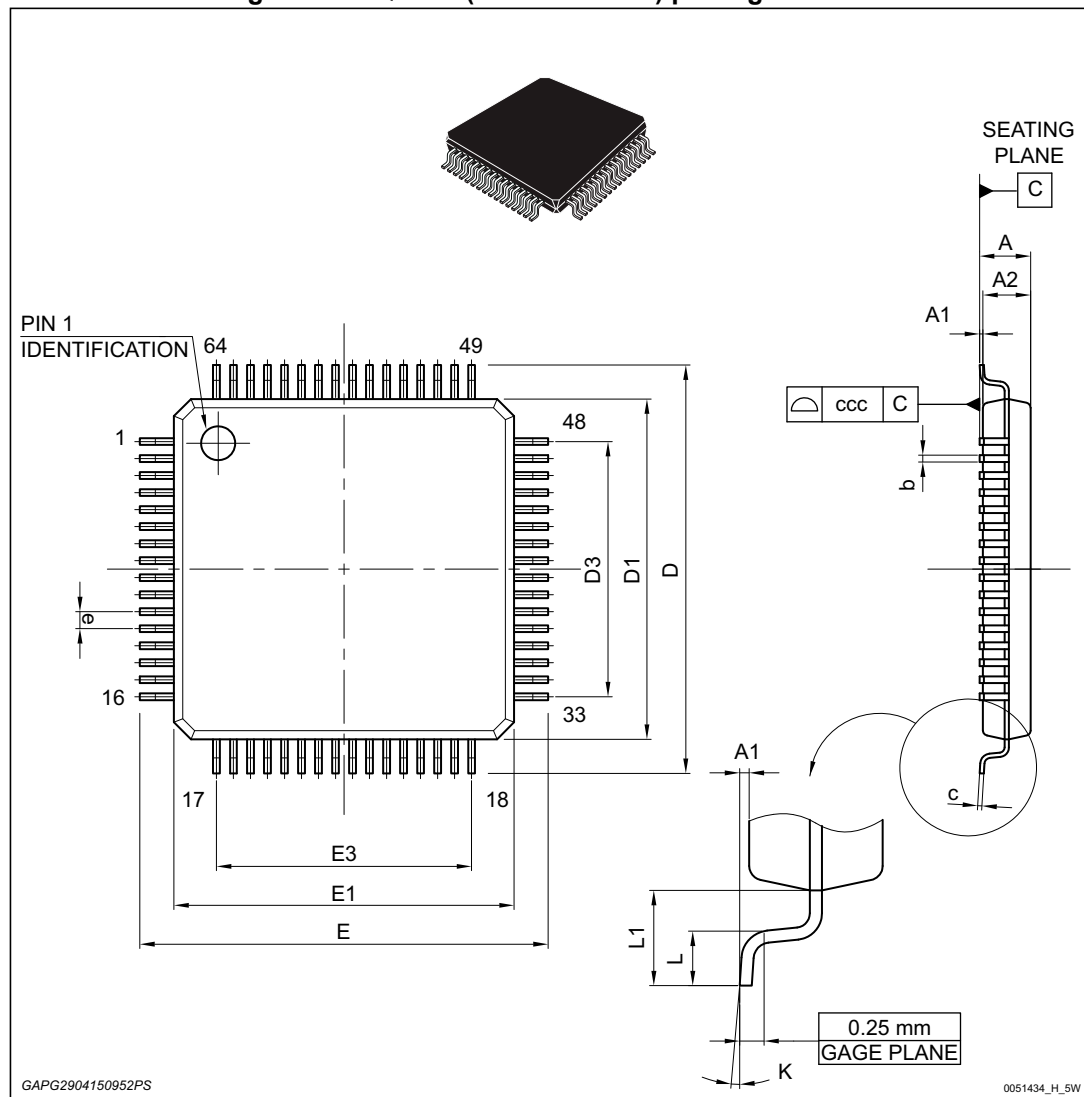 SEATING
PLANE
C
A
A2
A1
PIN 1
IDENTIFICATION
64
49
ccc
C
1
48
b
D3
D1
D
e
16
33
17
18
A1
c
E3
E1
E
L1
L
0.25 mm
GAGE PLANE
K
GAPG2904150952PS
0051434_H_5W